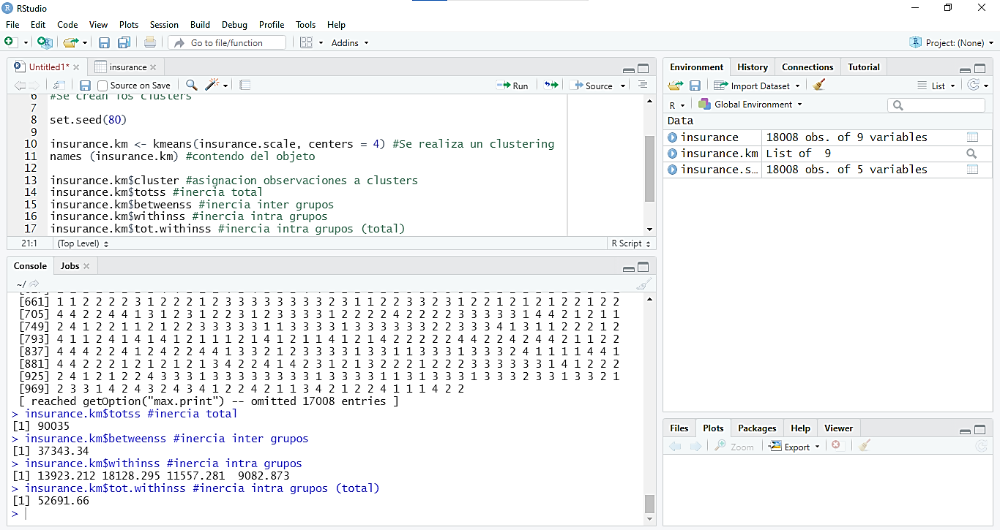 RStudio
File Edit Code View Plots Session Build Debug Profile Tools Help
Go to file/function Addins Project: (None)
Untitled1* insurance
Source on Save Run Source
6 #Se crean los clusters
7
8 set.seed(80)
9
10 insurance.km <- kmeans(insurance.scale, centers = 4) #Se realiza un clustering
11 names (insurance.km) #contendo del objeto
12
13 insurance.km$cluster #asignacion observaciones a clusters
14 insurance.km$totss #inercia total
15 insurance.km$betweenss #inercia inter grupos
16 insurance.km$withinss #inercia intra grupos
17 insurance.km$tot.withinss #inercia intra grupos (total)
21:1 (Top Level) R Script
Console Jobs
~/
[661] 1 1 2 2 2 2 3 1 2 2 2 1 2 3 3 3 3 3 3 3 3 2 3 1 1 2 2 3 3 2 3 1 2 2 1 2 1 2 1 2 2 1 2 2
[705] 4 4 2 2 4 4 1 3 1 2 3 1 2 2 3 1 2 3 3 3 3 1 2 2 2 2 4 2 2 2 2 3 3 3 3 3 1 4 4 2 1 2 1 1
[749] 2 4 1 2 2 1 1 2 1 2 2 3 3 3 3 3 1 1 3 3 3 3 3 1 3 3 3 3 3 3 2 2 3 3 3 4 1 3 1 1 2 2 2 1 2
[793] 4 1 1 2 4 1 4 1 4 1 2 1 1 1 2 1 4 1 2 1 1 4 1 2 1 4 2 2 2 2 2 4 4 2 2 4 2 4 4 2 1 1 2 2
[837] 4 4 4 2 2 4 1 2 4 2 2 4 4 1 3 3 2 1 2 3 3 3 3 1 3 3 1 1 3 3 3 1 3 3 3 2 4 1 1 1 1 4 4 1
[881] 4 4 2 2 2 1 2 1 2 1 2 1 3 4 2 2 4 1 4 2 3 1 2 1 3 2 2 2 1 2 2 2 3 3 3 3 3 3 1 4 1 2 2 2
[925] 2 4 1 2 1 2 2 4 3 3 3 1 3 3 3 3 3 3 3 3 1 3 3 3 3 1 1 3 1 3 3 3 1 3 3 3 2 3 3 1 3 3 2 1
[969] 2 3 3 1 4 2 4 3 2 4 3 4 1 2 2 4 2 1 1 3 4 2 1 2 2 4 1 1 1 4 2 2
[ reached getOption("max.print") -- omitted 17008 entries ]
> insurance.km$totss #inercia total
[1] 90035
> insurance.km$betweenss #inercia inter grupos
[1] 37343.34
> insurance.km$withinss #inercia intra grupos
[1] 13923.212 18128.295 11557.281 9082.873
> insurance.km$tot.withinss #inercia intra grupos (total)
[1] 52691.66
>
Environment History Connections Tutorial
Import Dataset List
R Global Environment
Data
insurance 18008 obs. of 9 variables
insurance.km List of 9
insurance.s… 18008 obs. of 5 variables
Files Plots Packages Help Viewer
Zoom Export